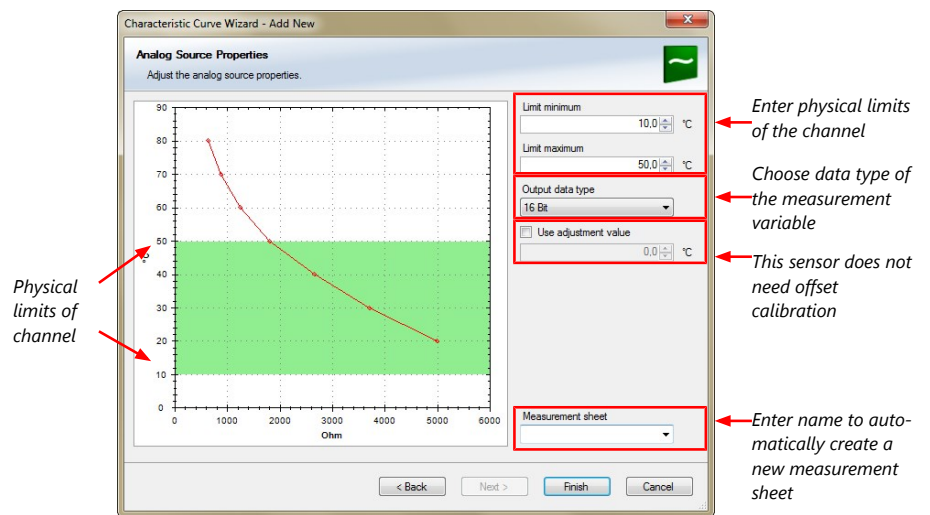 Characteristic Curve Wizard - Add New
Analog Source Properties
Adjust the analog source properties.
90
80
70
60
50
40
30
20
10
0
°C
0
1000
2000
3000
4000
5000
6000
Ohm
Limit minimum
10,0
°C
Limit maximum
50,0
°C
Output data type
16 Bit
Use adjustment value
0,0
°C
Measurement sheet
< Back
Next >
Finish
Cancel
Physical
limits of
channel
Enter physical limits
of the channel
Choose data type of
the measurement
variable
This sensor does not
need offset
calibration
Enter name to auto-
matically create a
new measurement
sheet